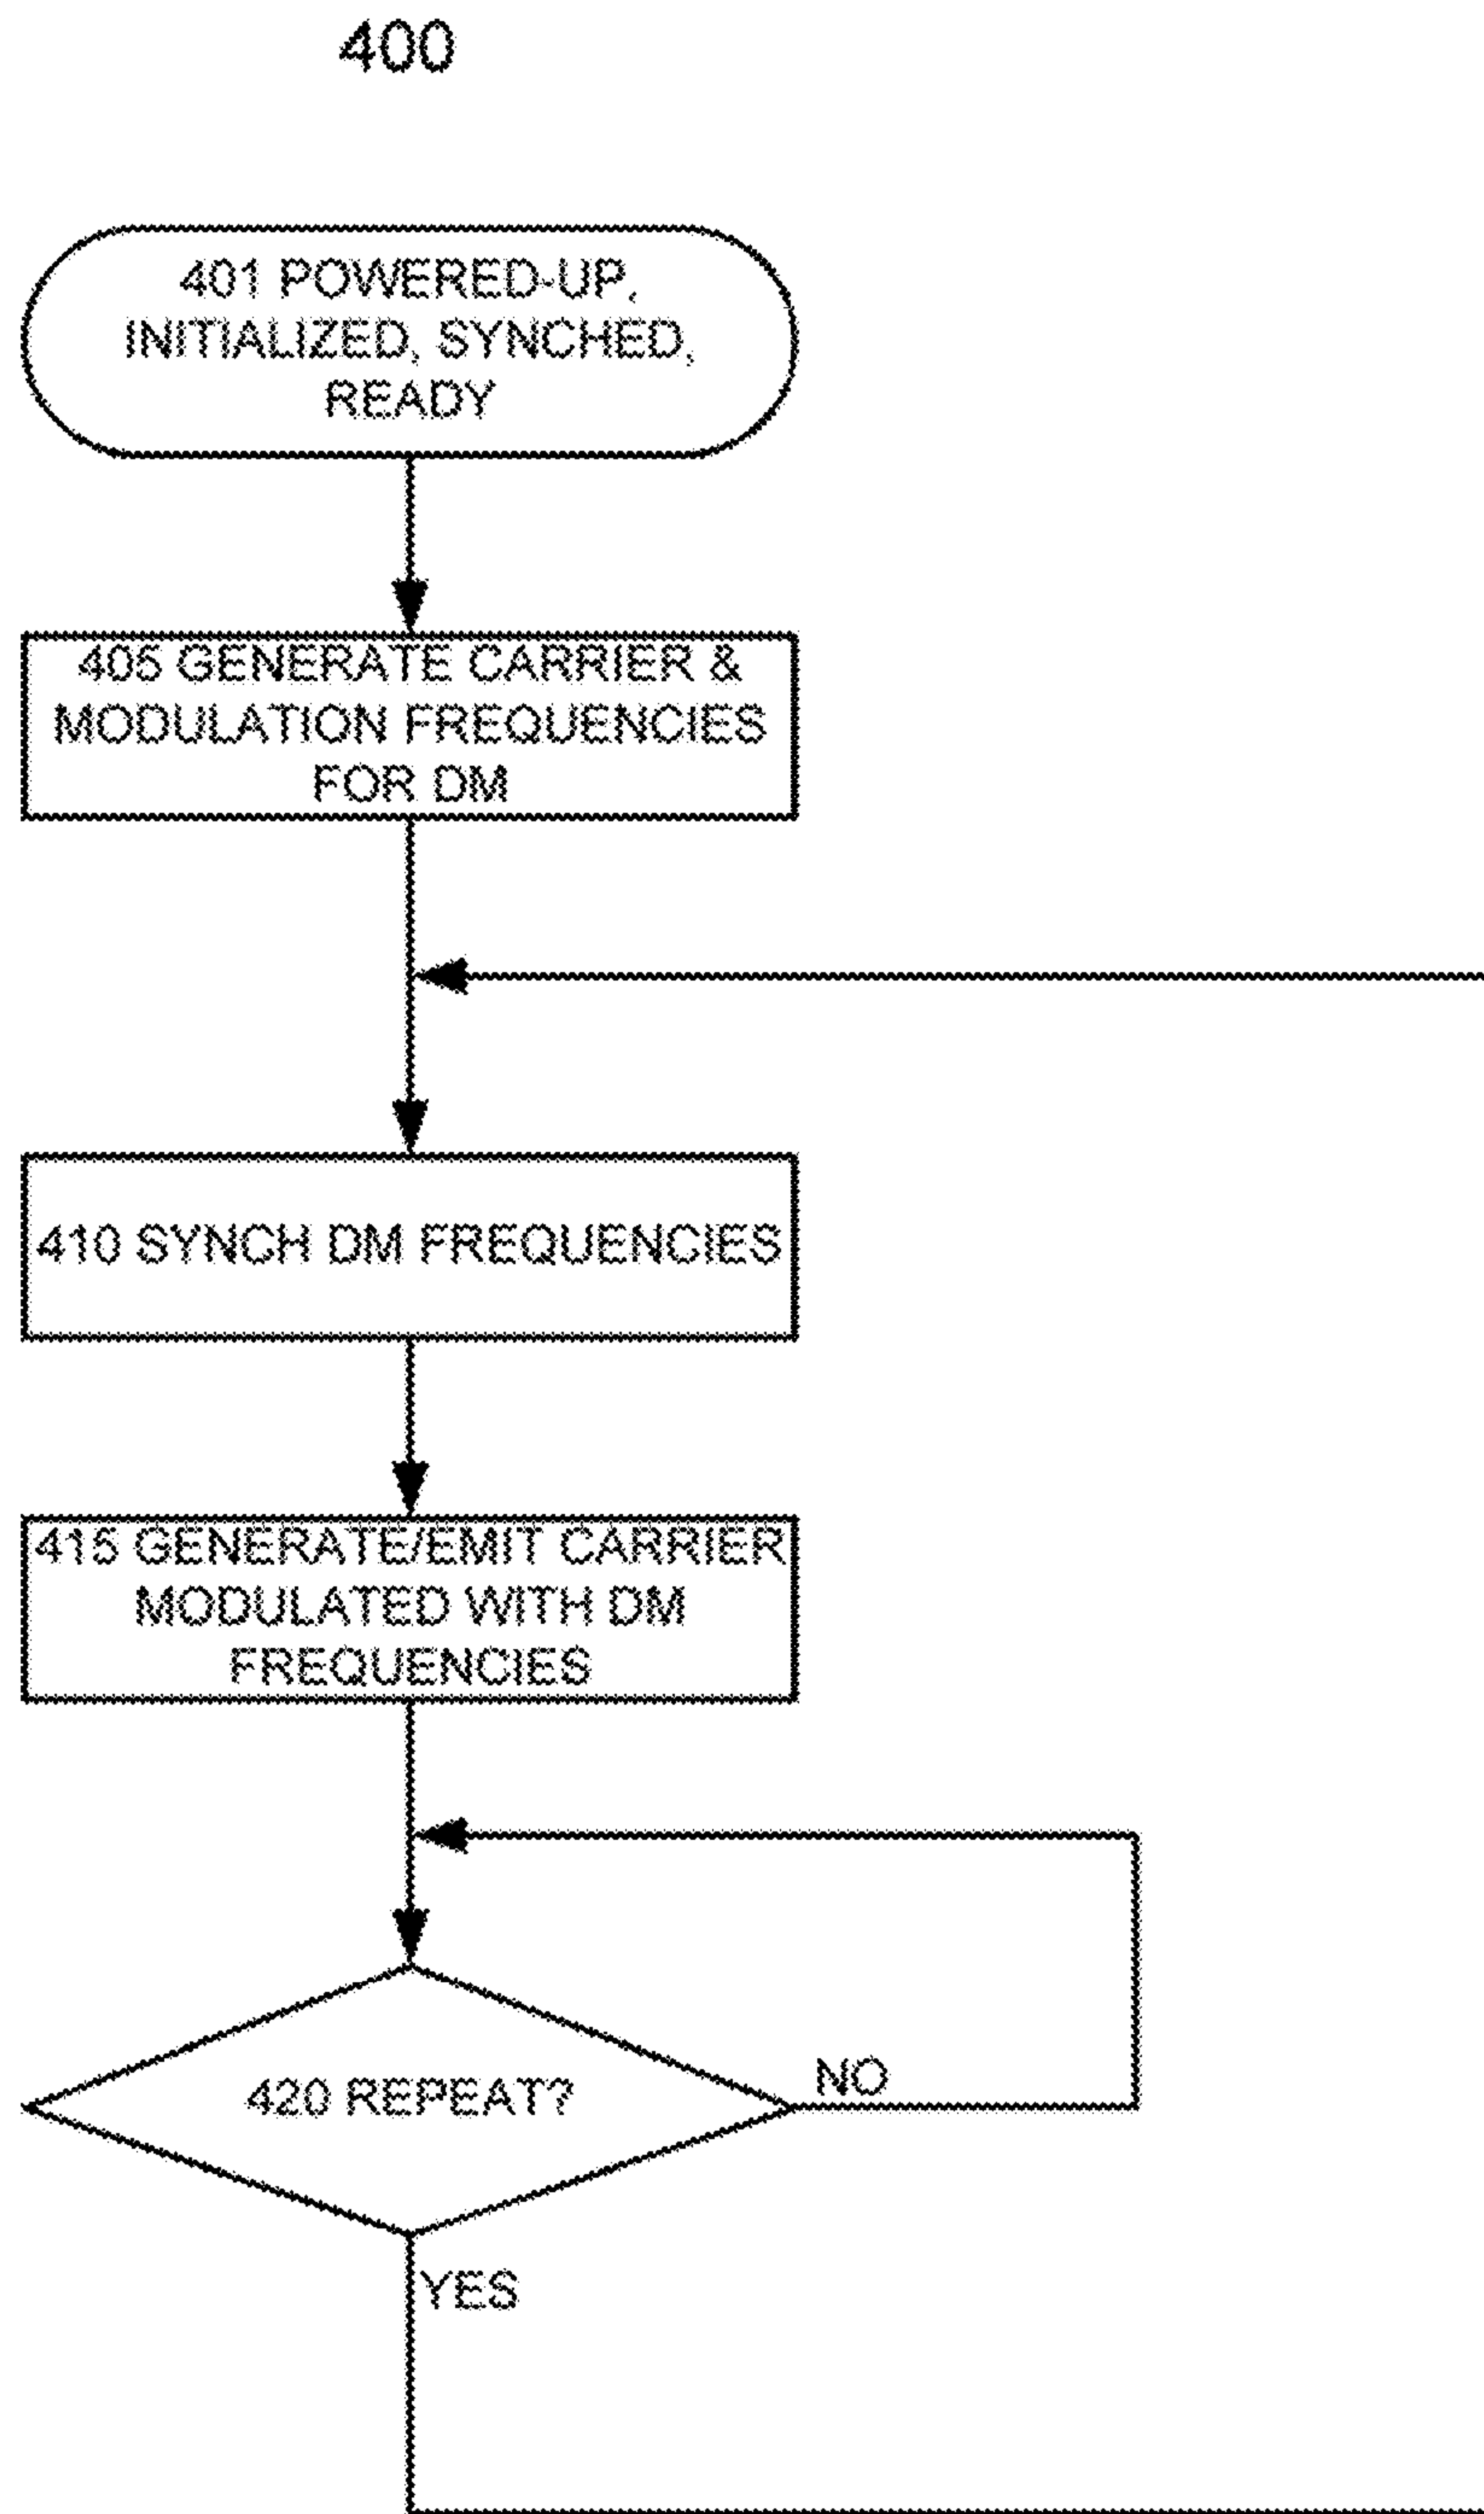 400
401 POWERED-UP,
INITIALIZED, SYNCHED,
READY
405 GENERATE CARRIER &
MODULATION FREQUENCIES
FOR DM
410 SYNCH DM FREQUENCIES
415 GENERATE/EMIT CARRIER
MODULATED WITH DM
FREQUENCIES
420 REPEAT?
NO
YES